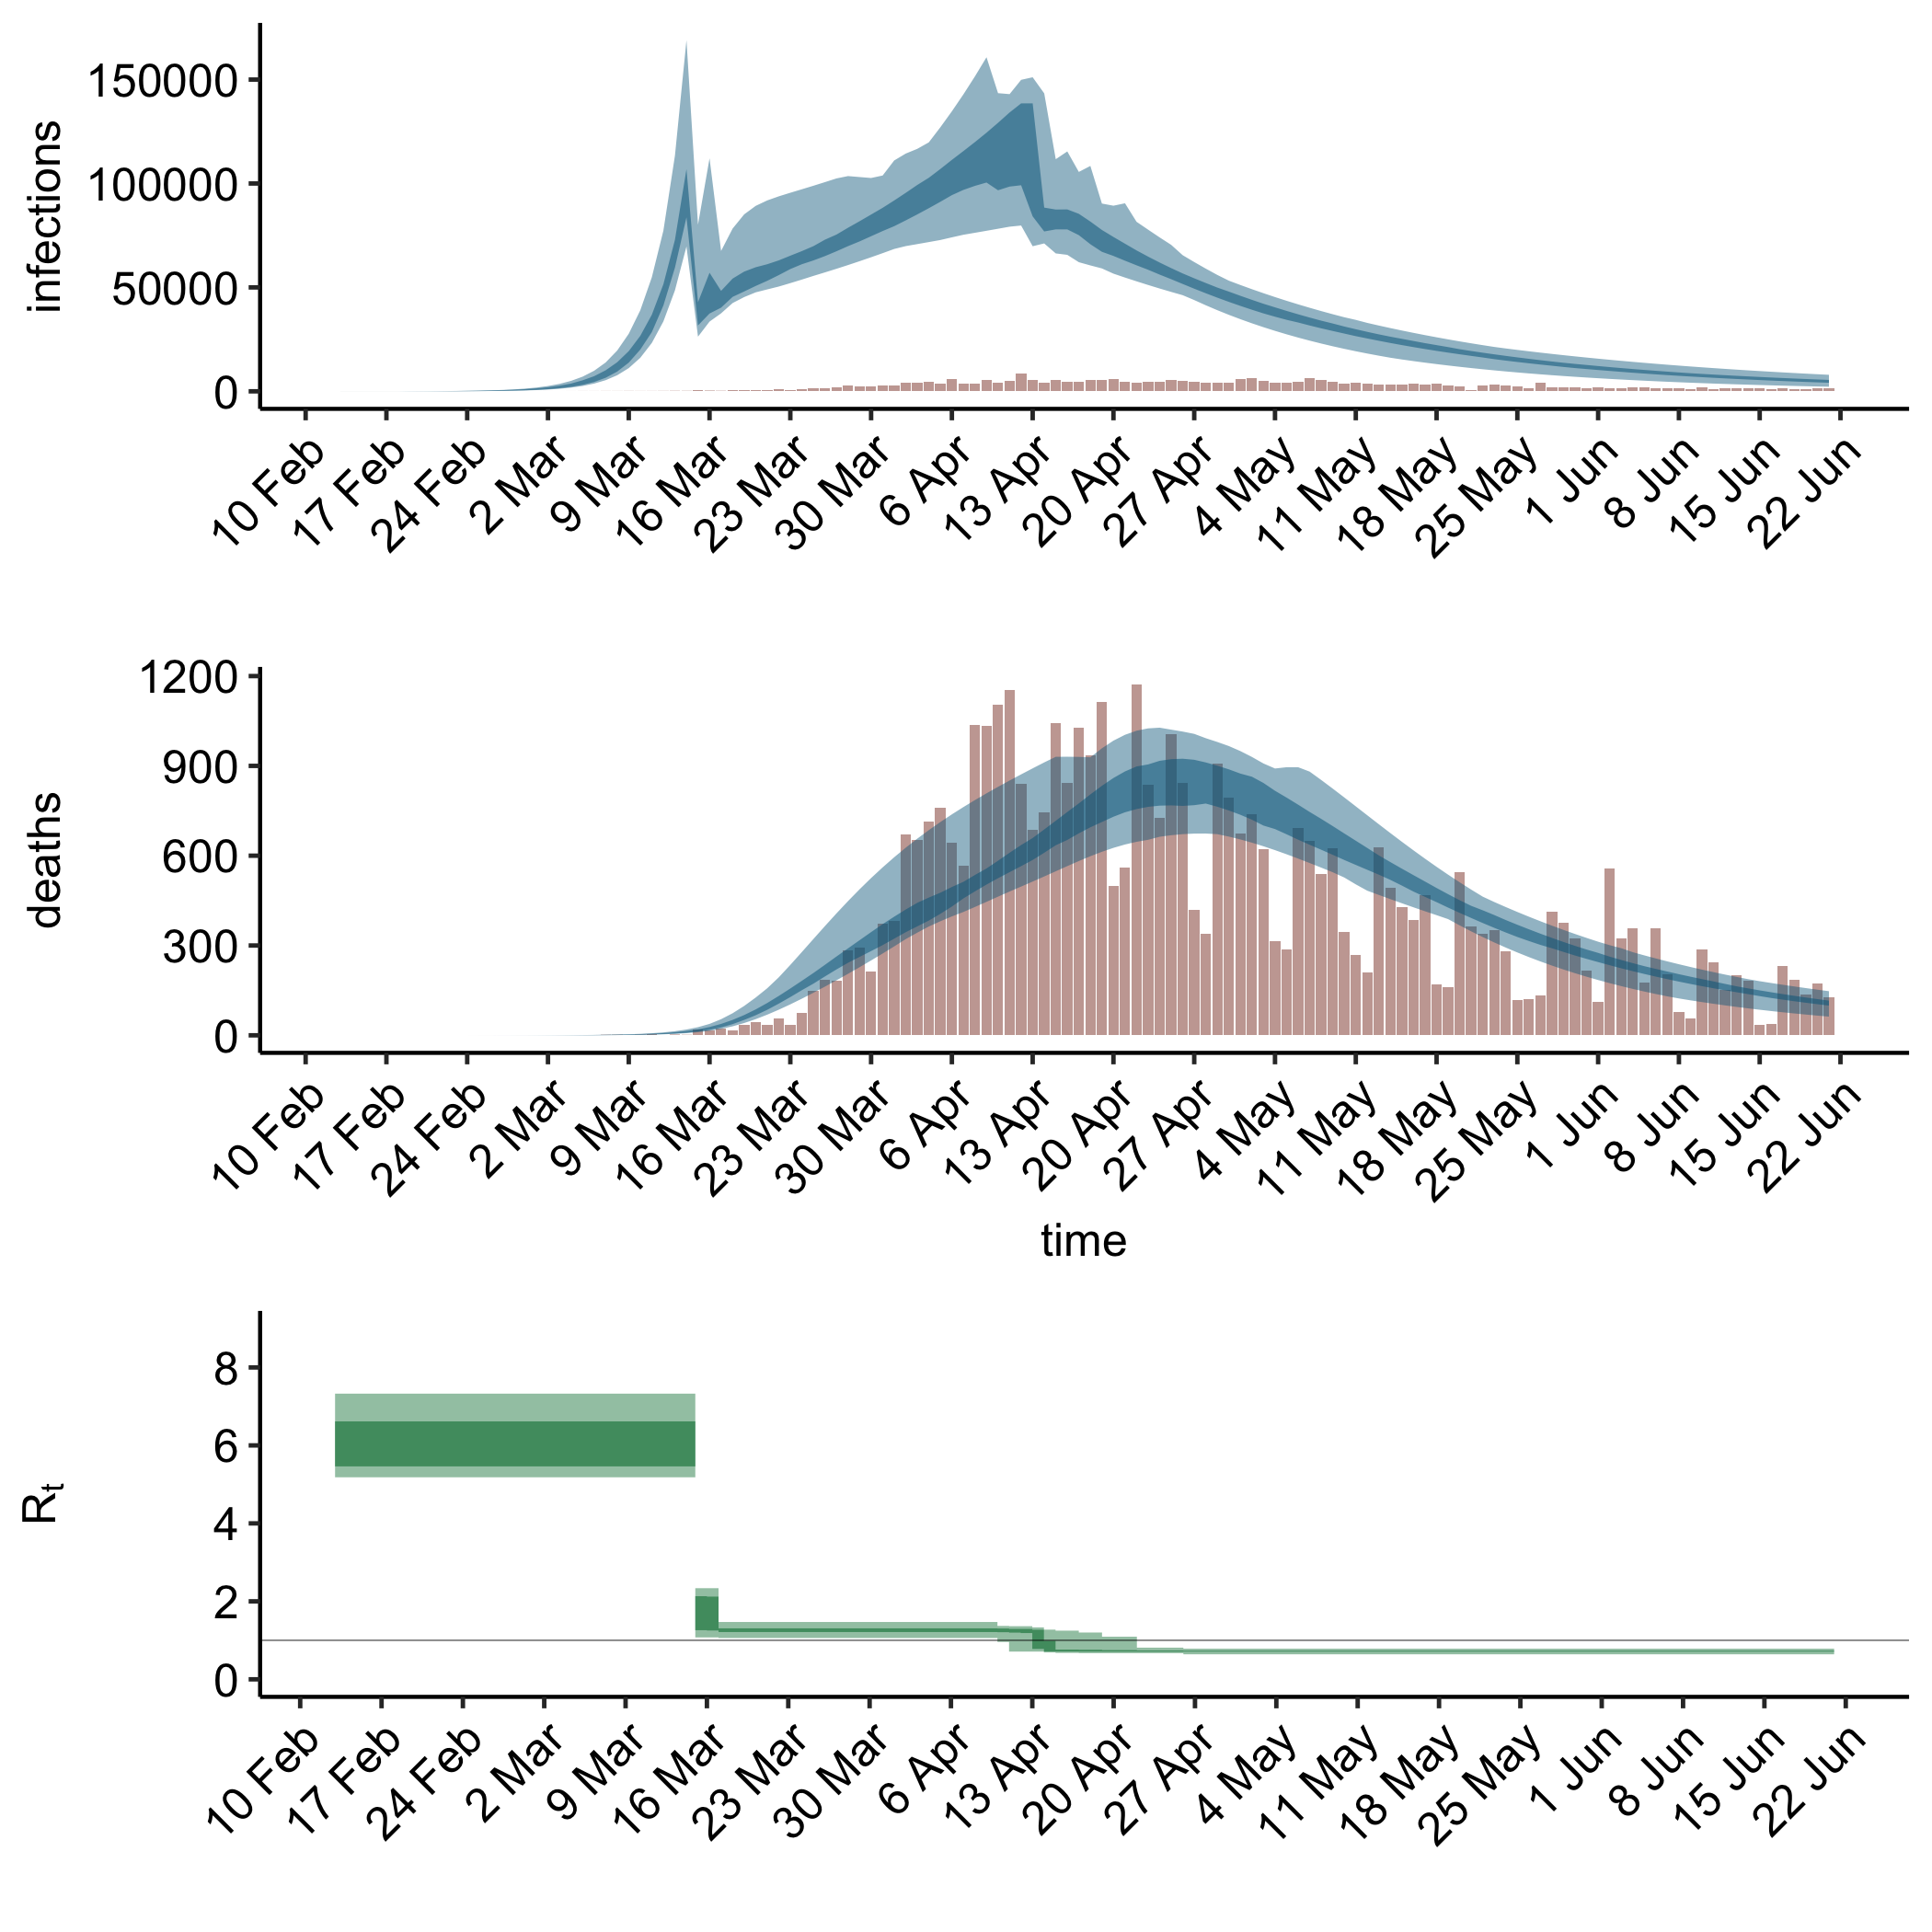 infections
150000
100000
50000
0
10 Feb
17 Feb
24 Feb
2 Mar
9 Mar
16 Mar
23 Mar
30 Mar
6 Apr
13 Apr
20 Apr
27 Apr
4 May
11 May
18 May
25 May
1 Jun
8 Jun
15 Jun
22 Jun
deaths
1200
900
600
300
0
10 Feb
17 Feb
24 Feb
2 Mar
9 Mar
16 Mar
23 Mar
30 Mar
6 Apr
13 Apr
20 Apr
27 Apr
4 May
11 May
18 May
25 May
1 Jun
8 Jun
15 Jun
22 Jun
time
Rt
8
6
4
2
0
10 Feb
17 Feb
24 Feb
2 Mar
9 Mar
16 Mar
23 Mar
30 Mar
6 Apr
13 Apr
20 Apr
27 Apr
4 May
11 May
18 May
25 May
1 Jun
8 Jun
15 Jun
22 Jun